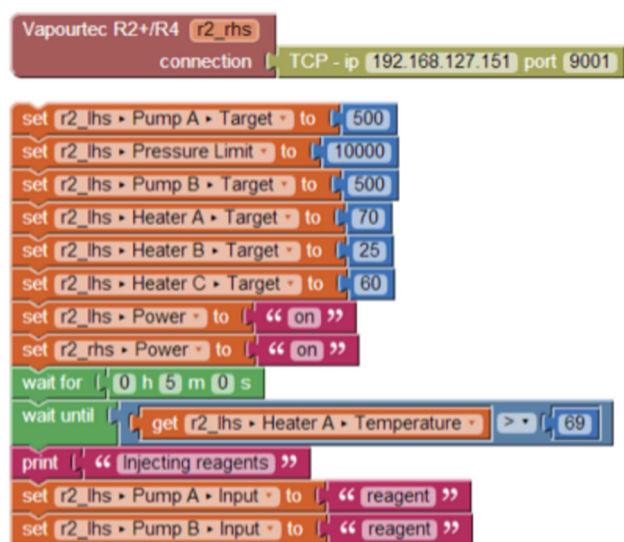 Vapourtec R2+/R4 r2_rhs
connection TCP - ip 192.168.127.151 port 9001
set r2_lhs ▸ Pump A ▸ Target ▾ to 500
set r2_lhs ▸ Pressure Limit ▾ to 10000
set r2_lhs ▸ Pump B ▸ Target ▾ to 500
set r2_lhs ▸ Heater A ▸ Target ▾ to 70
set r2_lhs ▸ Heater B ▸ Target ▾ to 25
set r2_lhs ▸ Heater C ▸ Target ▾ to 60
set r2_lhs ▸ Power ▾ to “ on ”
set r2_rhs ▸ Power ▾ to “ on ”
wait for 0 h 5 m 0 s
wait until get r2_lhs ▸ Heater A ▸ Temperature ▾ > ▾ 69
print “ Injecting reagents ”
set r2_lhs ▸ Pump A ▸ Input ▾ to “ reagent ”
set r2_lhs ▸ Pump B ▸ Input ▾ to “ reagent ”